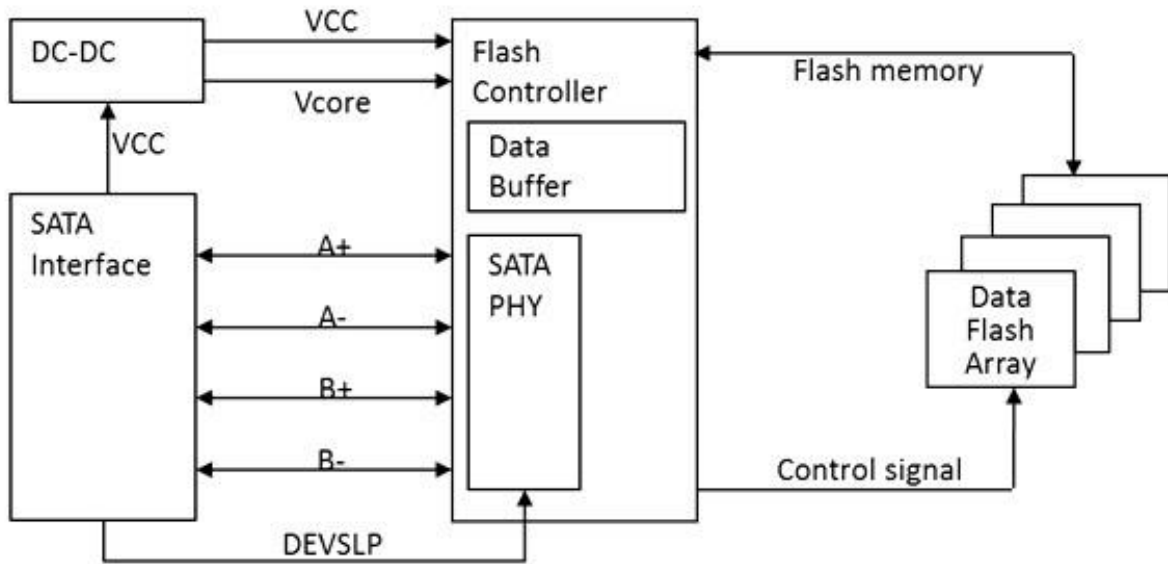 DC-DC
VCC
Vcore
VCC
Flash
Controller
Data
Buffer
SATA
PHY
SATA
Interface
A+
A-
B+
B-
DEVSLP
Flash memory
Data
Flash
Array
Control signal